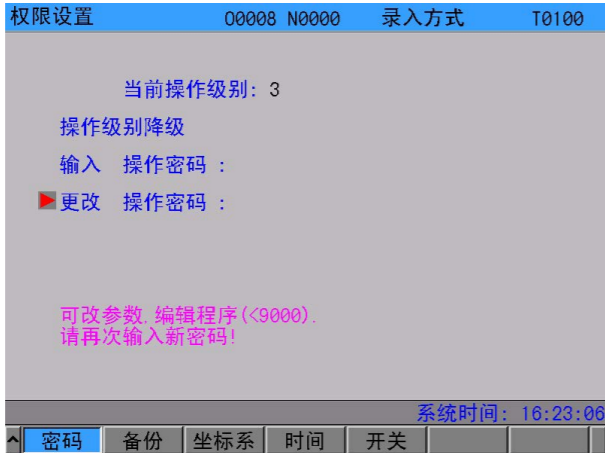 权限设置 O0008 N0000 录入方式 T0100
当前操作级别: 3
操作级别降级
输入 操作密码 :
更改 操作密码 :
可改参数,编辑程序(<9000).
请再次输入新密码!
系统时间: 16:23:06
^ 密码 备份 坐标系 时间 开关